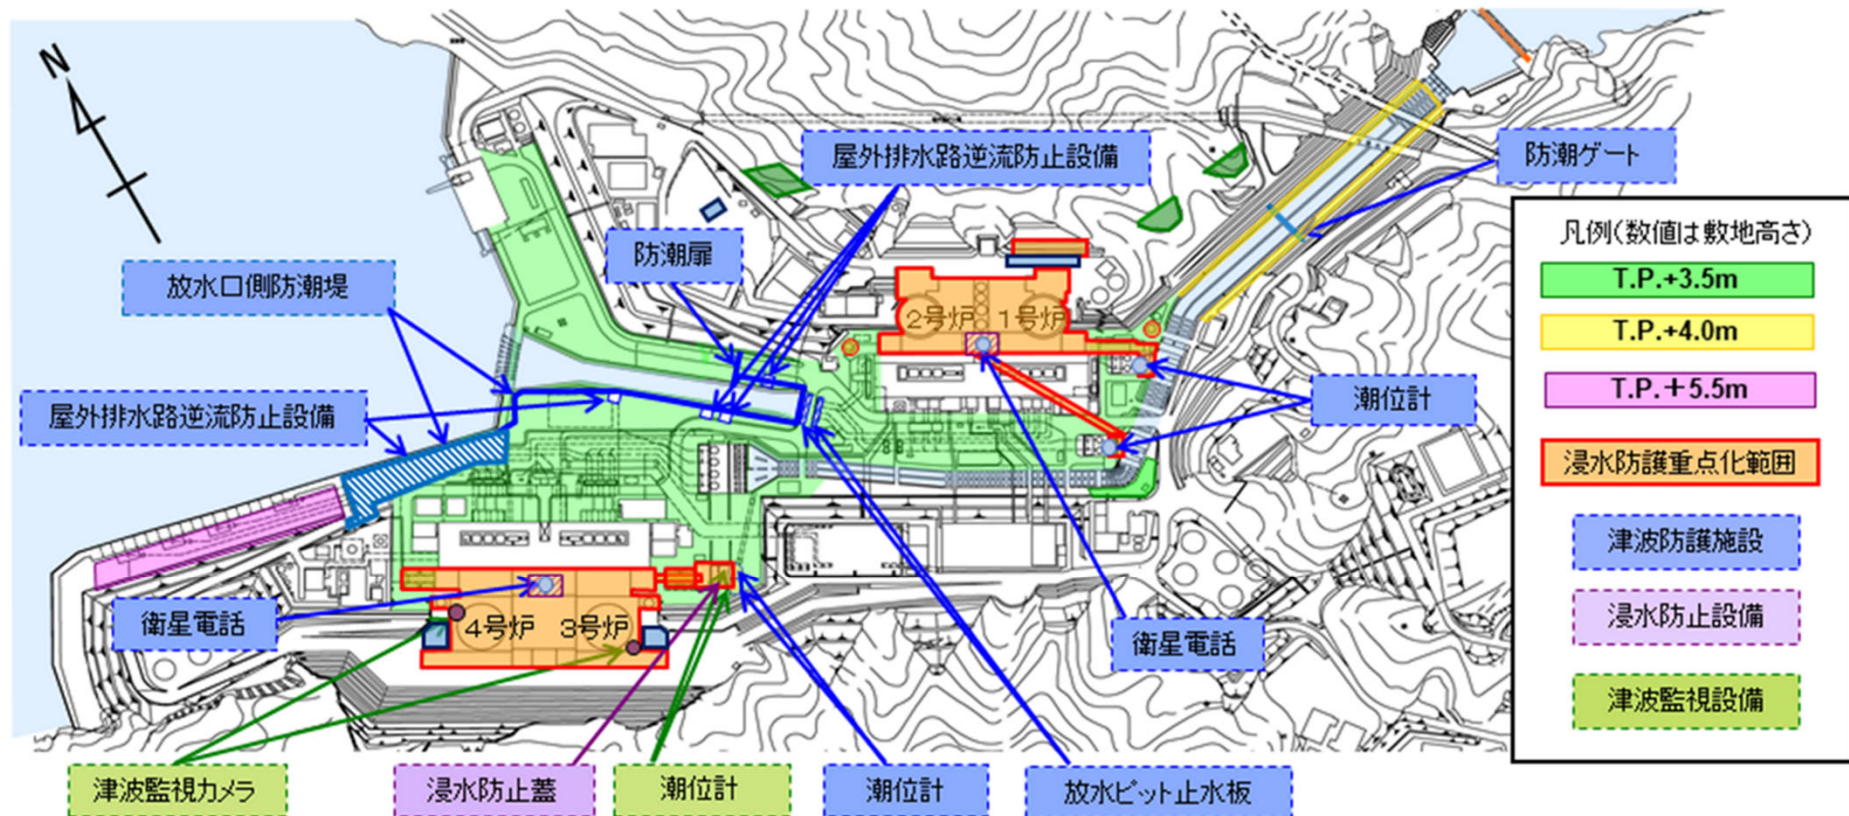 N
屋外排水路逆流防止設備
防潮ゲート
防潮扉
放水口側防潮堤
凡例(数値は敷地高さ)
T.P.+3.5m
T.P.+4.0m
T.P.+5.5m
浸水防護重点化範囲
津波防護施設
浸水防止設備
津波監視設備
2号炉 1号炉
潮位計
屋外排水路逆流防止設備
衛星電話
4号炉 3号炉
衛星電話
津波監視カメラ
浸水防止蓋
潮位計
潮位計
放水ピット止水板